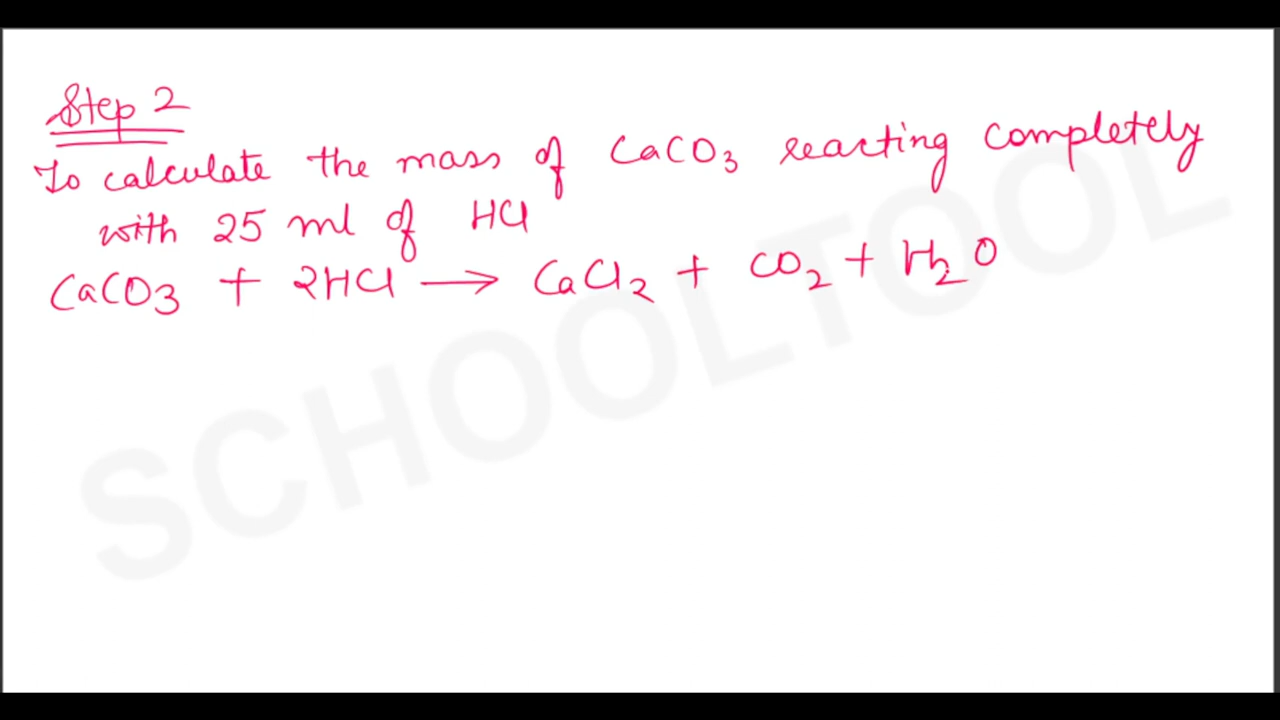 Step 2
To calculate the mass of CaCO3 reacting completely
with 25 ml of HCl
CaCO3 + 2HCl → CaCl2 + CO2 + H2O
SCHOOLTOOL